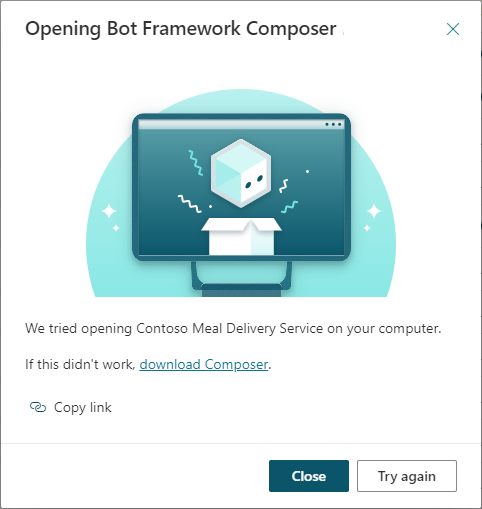 Opening Bot Framework Composer
We tried opening Contoso Meal Delivery Service on your computer.
If this didn't work, download Composer.
Copy link
Close
Try again